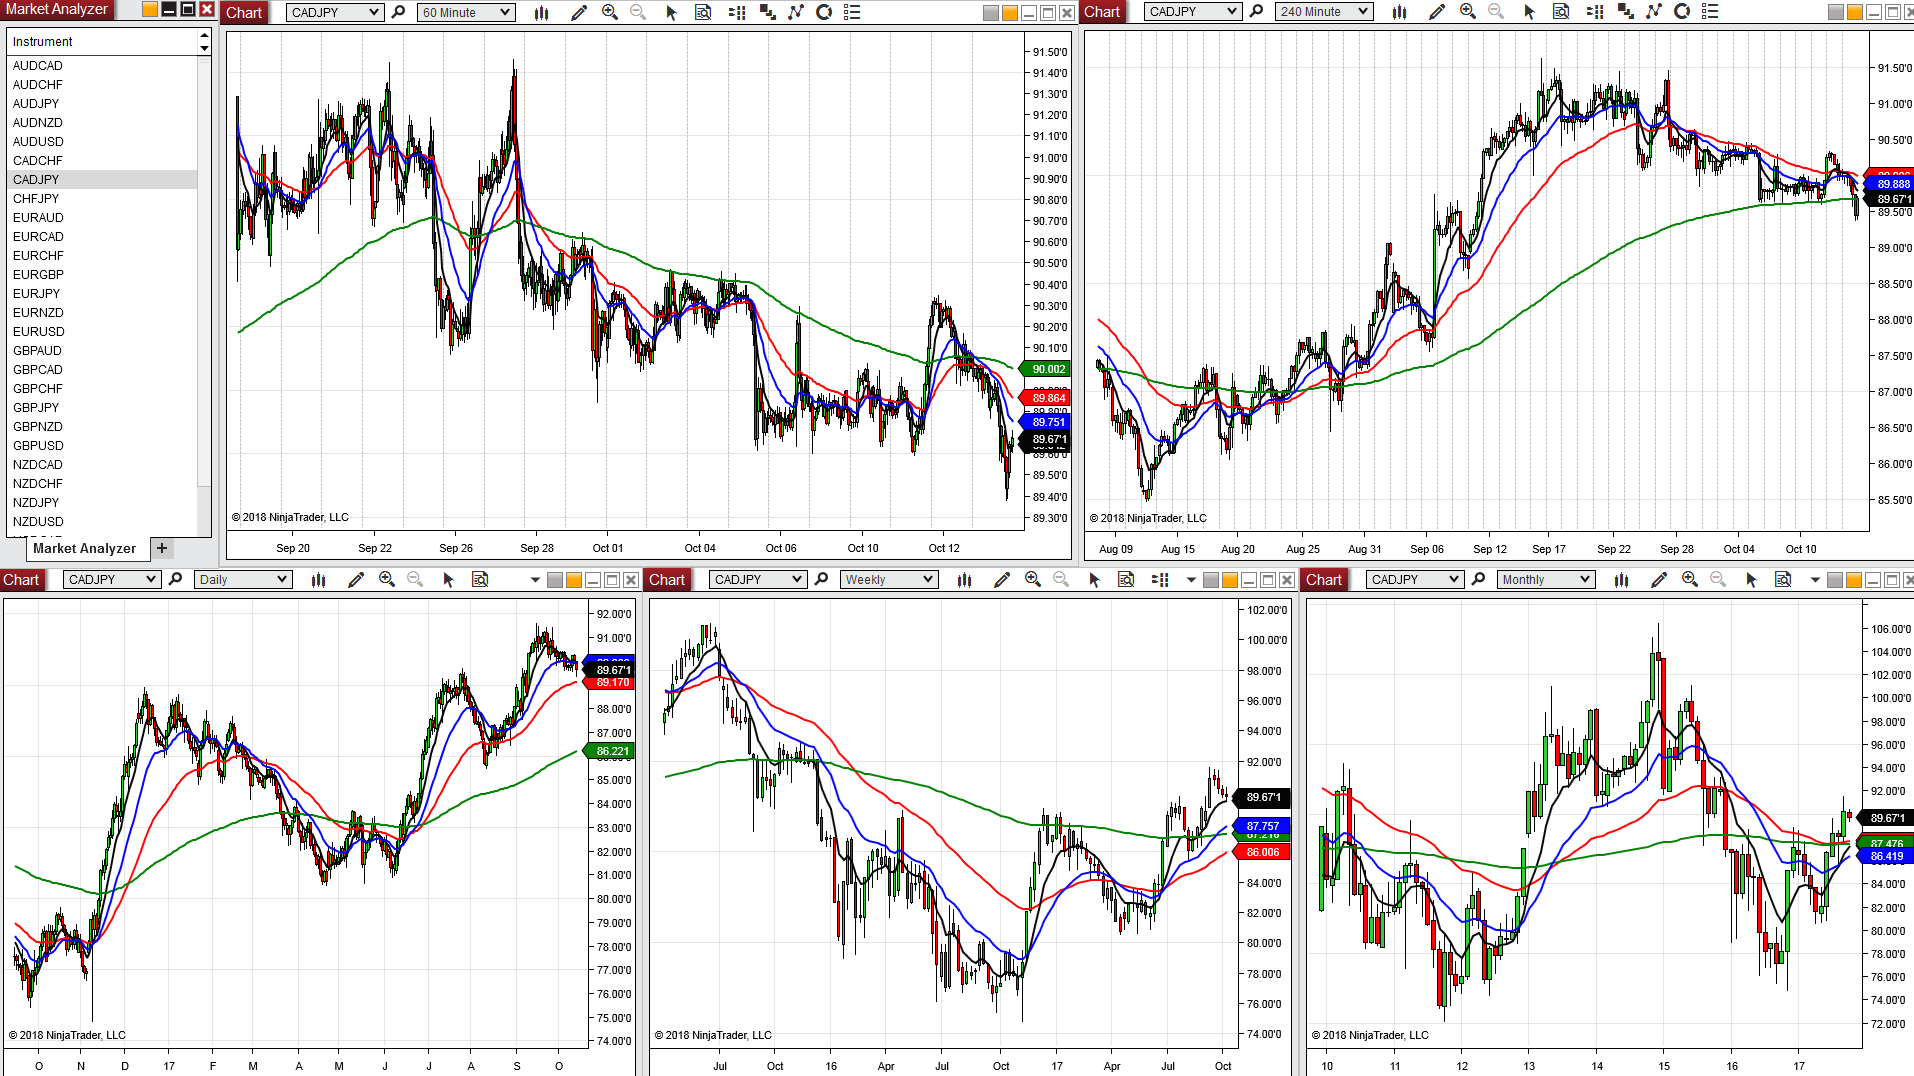 Market Analyzer
Instrument
AUDCAD
AUDCHF
AUDJPY
AUDNZD
AUDUSD
CADCHF
CADJPY
CHFJPY
EURAUD
EURCAD
EURCHF
EURGBP
EURJPY
EURNZD
EURUSD
GBPAUD
GBPCAD
GBPCHF
GBPJPY
GBPNZD
GBPUSD
NZDCAD
NZDCHF
NZDJPY
NZDUSD
Market Analyzer +
Chart CADJPY 60 Minute
91.50'0
91.40'0
91.30'0
91.20'0
91.10'0
91.00'0
90.90'0
90.80'0
90.70'0
90.60'0
90.50'0
90.40'0
90.30'0
90.20'0
90.10'0
90.002
89.864
89.80'0
89.751
89.67'1
89.60'0
89.50'0
89.40'0
89.30'0
© 2018 NinjaTrader, LLC
Sep 20 Sep 22 Sep 26 Sep 28 Oct 01 Oct 04 Oct 06 Oct 10 Oct 12
Chart CADJPY 240 Minute
91.50'0
91.00'0
90.50'0
89.888
89.67'1
89.50'0
89.00'0
88.50'0
88.00'0
87.50'0
87.00'0
86.50'0
86.00'0
85.50'0
© 2018 NinjaTrader, LLC
Aug 09 Aug 15 Aug 20 Aug 25 Aug 31 Sep 06 Sep 12 Sep 17 Sep 22 Sep 28 Oct 04 Oct 10
Chart CADJPY Daily
92.00'0
91.00'0
89.67'1
89.170
88.00'0
87.00'0
86.221
85.00'0
84.00'0
83.00'0
82.00'0
81.00'0
80.00'0
79.00'0
78.00'0
77.00'0
76.00'0
75.00'0
74.00'0
© 2018 NinjaTrader, LLC
O N D 17 F M A M J J A S O
Chart CADJPY Weekly
102.00'0
100.00'0
98.00'0
96.00'0
94.00'0
92.00'0
89.67'1
87.757
86.006
84.00'0
82.00'0
80.00'0
78.00'0
76.00'0
74.00'0
© 2018 NinjaTrader, LLC
Jul Oct 16 Apr Jul Oct 17 Apr Jul Oct
Chart CADJPY Monthly
106.00'0
104.00'0
102.00'0
100.00'0
98.00'0
96.00'0
94.00'0
92.00'0
89.67'1
87.476
86.419
84.00'0
82.00'0
80.00'0
78.00'0
76.00'0
74.00'0
72.00'0
© 2018 NinjaTrader, LLC
10 11 12 13 14 15 16 17